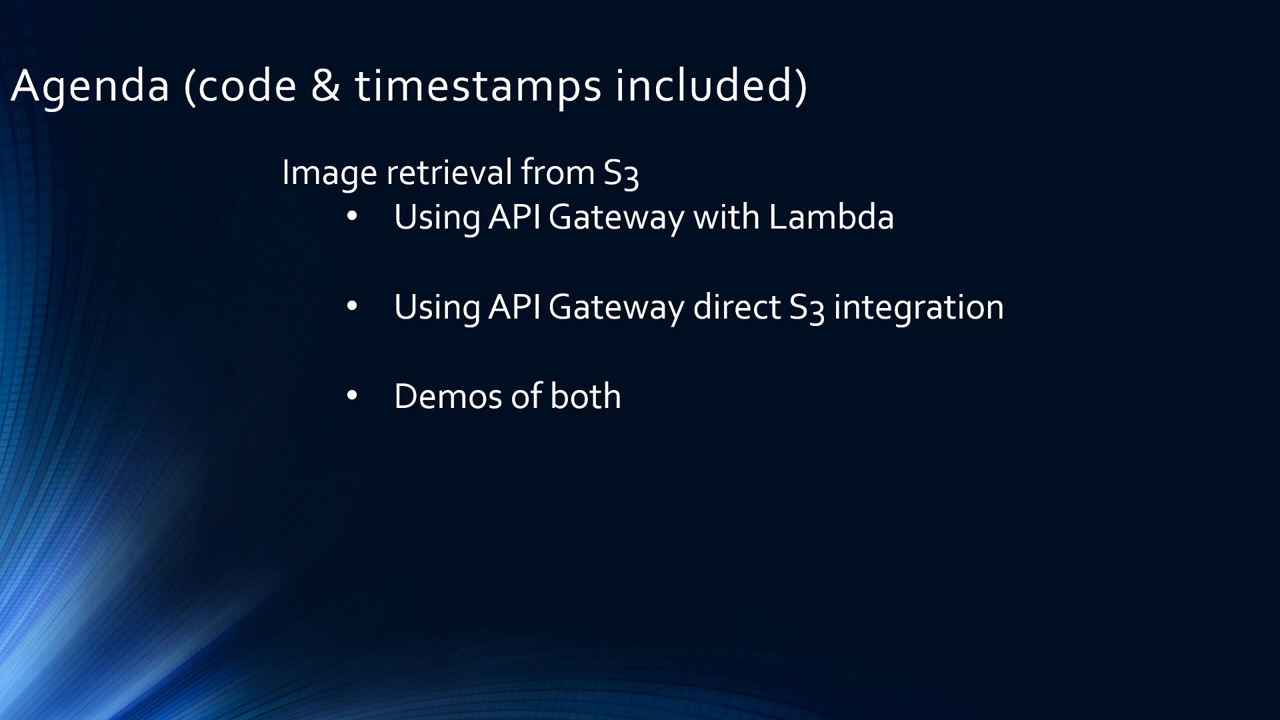 Agenda (code & timestamps included)
Image retrieval from S3
• Using API Gateway with Lambda
• Using API Gateway direct S3 integration
• Demos of both